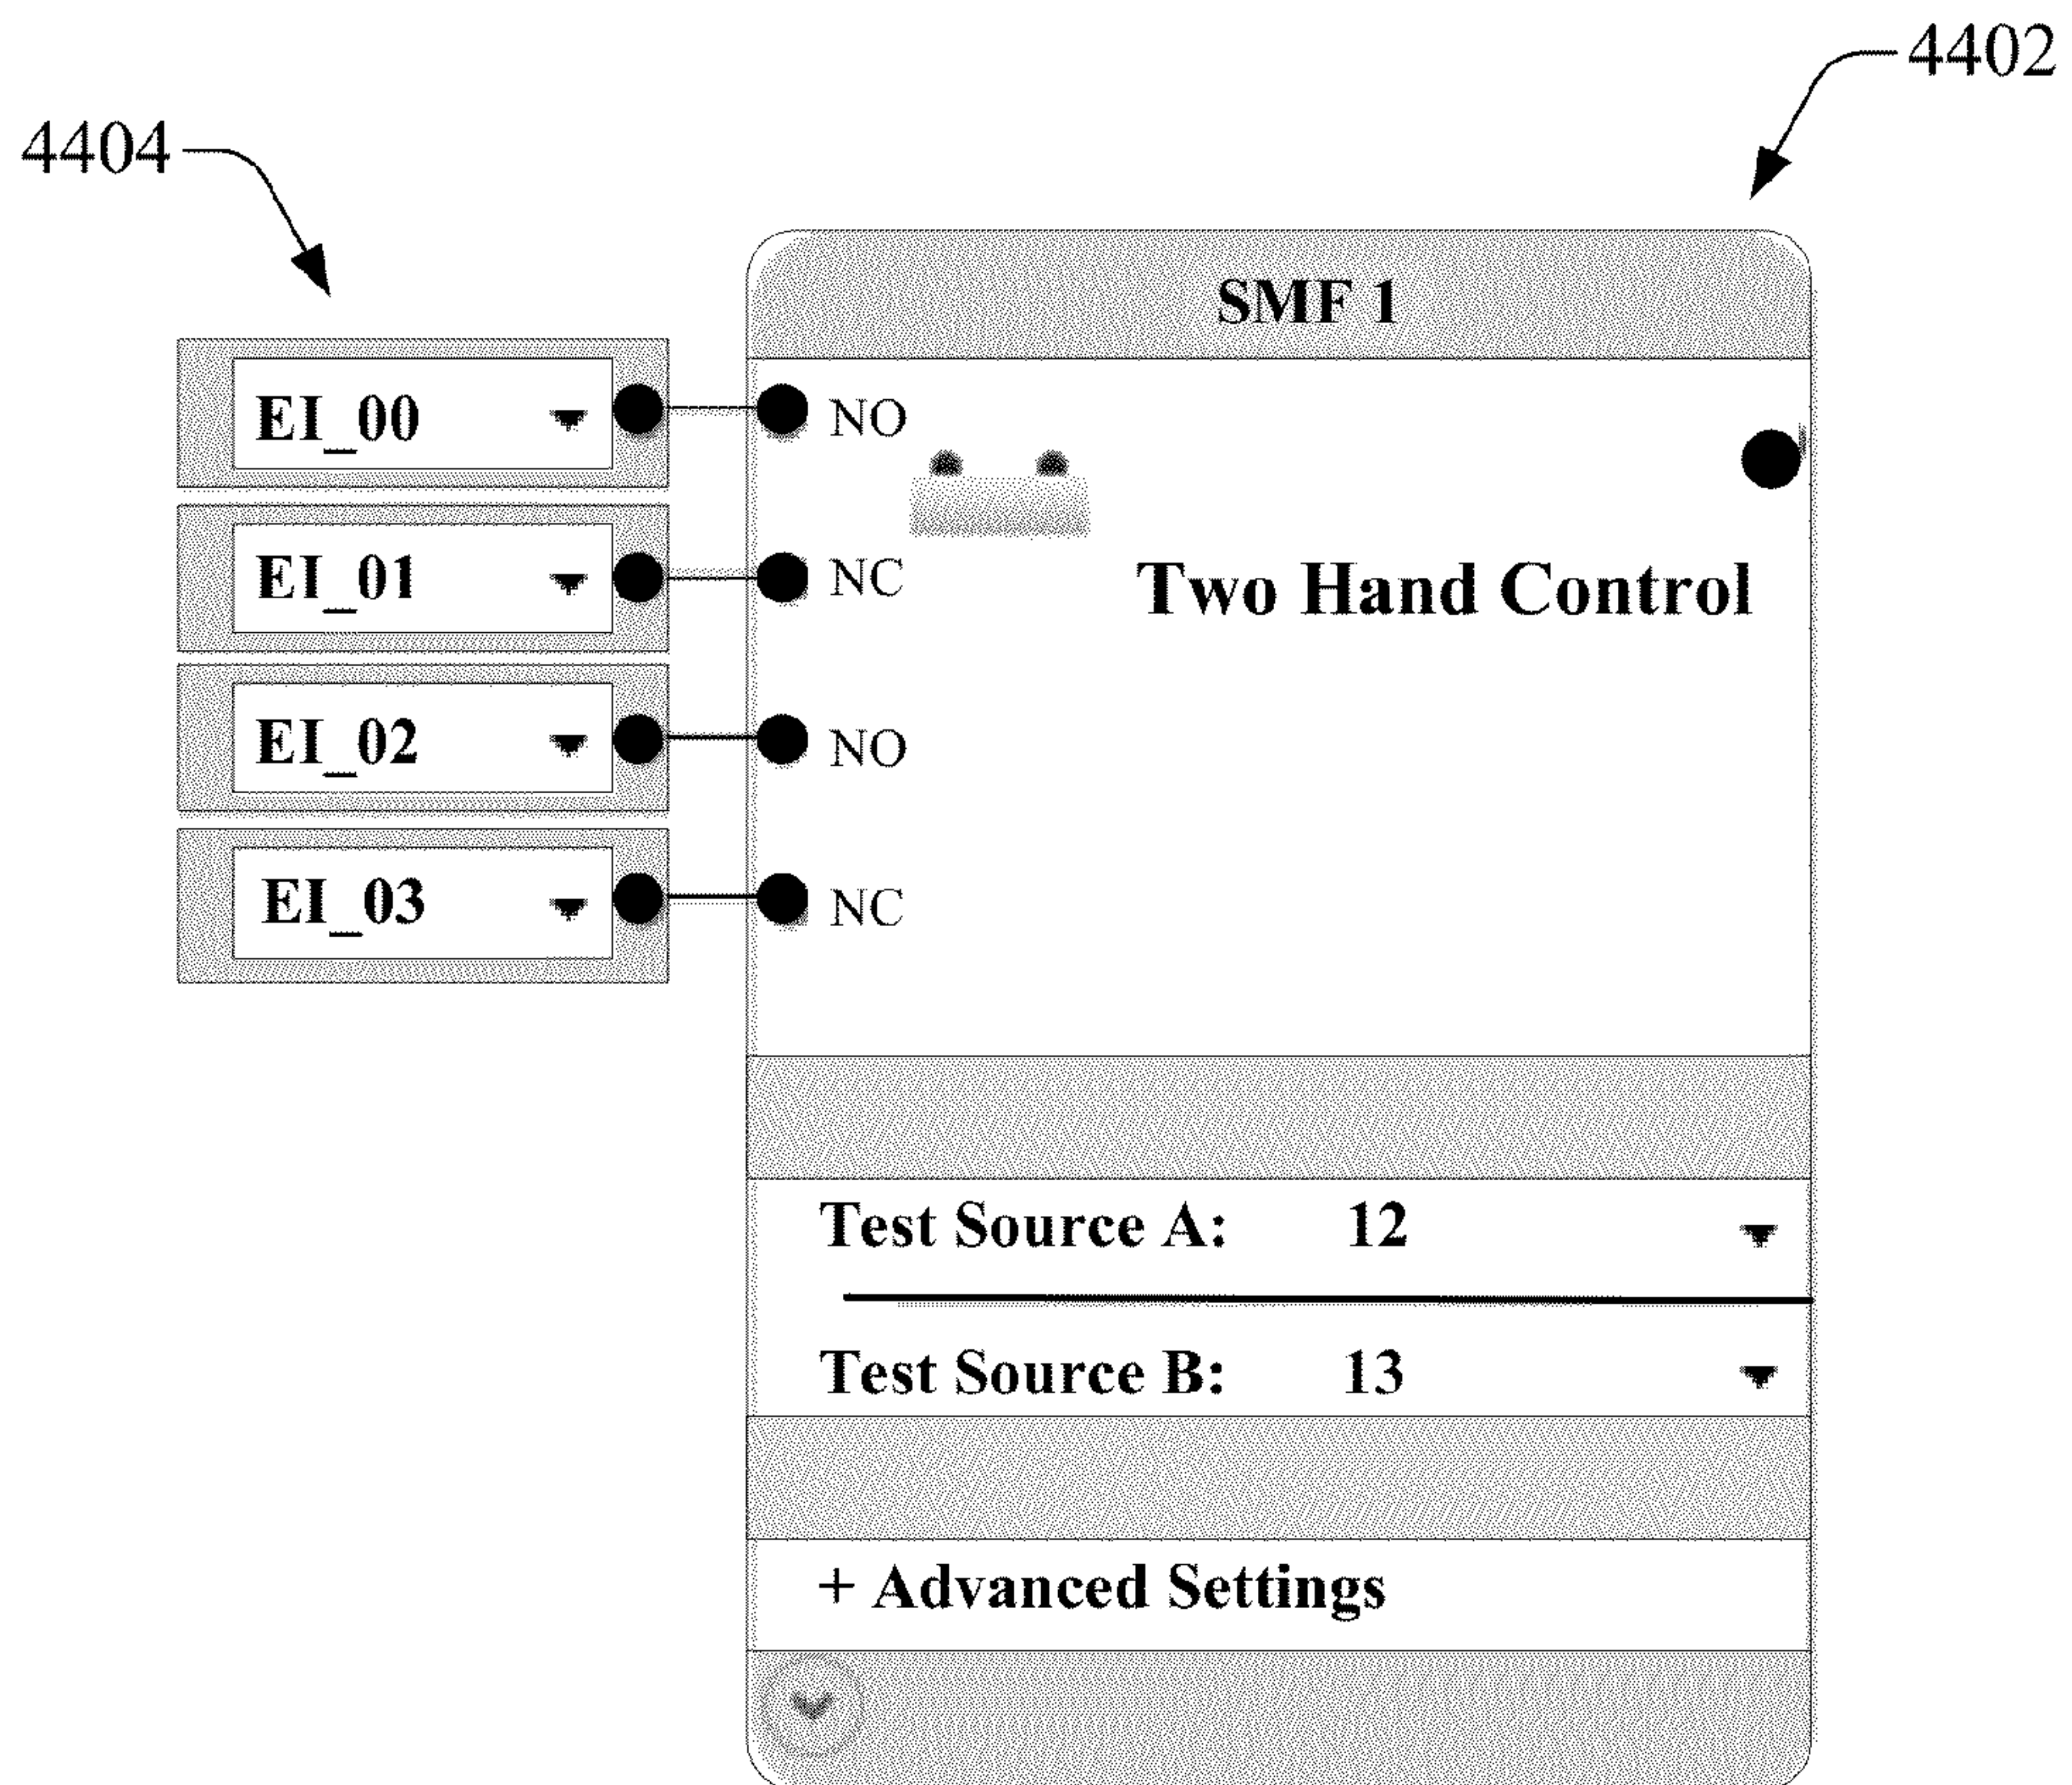 4402
4404
SMF 1
EI_00 NO
EI_01 NC
Two Hand Control
EI_02 NO
EI_03 NC
Test Source A: 12
Test Source B: 13
+ Advanced Settings